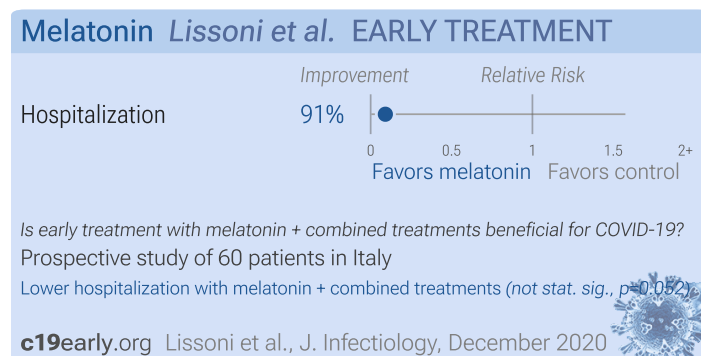 Melatonin Lissoni et al. EARLY TREATMENT
Improvement Relative Risk
Hospitalization 91%
0 0.5 1 1.5 2+
Favors melatonin Favors control
Is early treatment with melatonin + combined treatments beneficial for COVID-19?
Prospective study of 60 patients in Italy
Lower hospitalization with melatonin + combined treatments (not stat. sig., p=0.052)
c19early.org Lissoni et al., J. Infectiology, December 2020